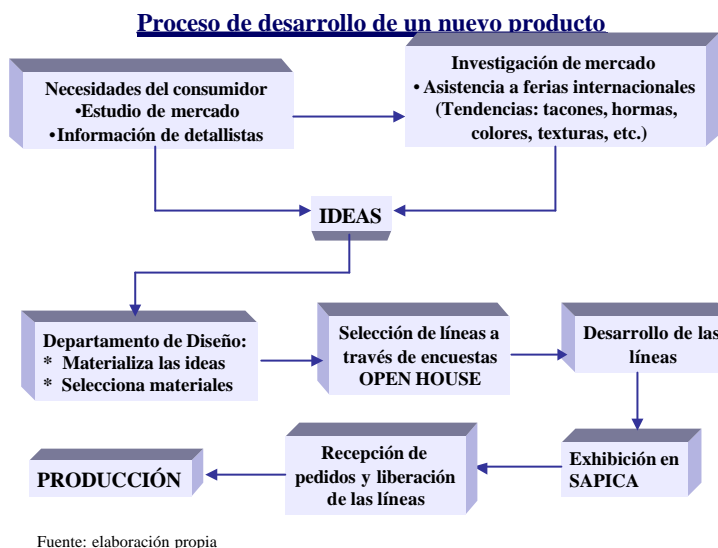 Proceso de desarrollo de un nuevo producto
Necesidades del consumidor
•Estudio de mercado
•Información de detallistas
Investigación de mercado
• Asistencia a ferias internacionales
(Tendencias: tacones, hormas,
colores, texturas, etc.)
IDEAS
Departamento de Diseño:
* Materializa las ideas
* Selecciona materiales
Selección de líneas a
través de encuestas
OPEN HOUSE
Desarrollo de las
líneas
PRODUCCIÓN
Recepción de
pedidos y liberación
de las líneas
Exhibición en
SAPICA
Fuente: elaboración propia